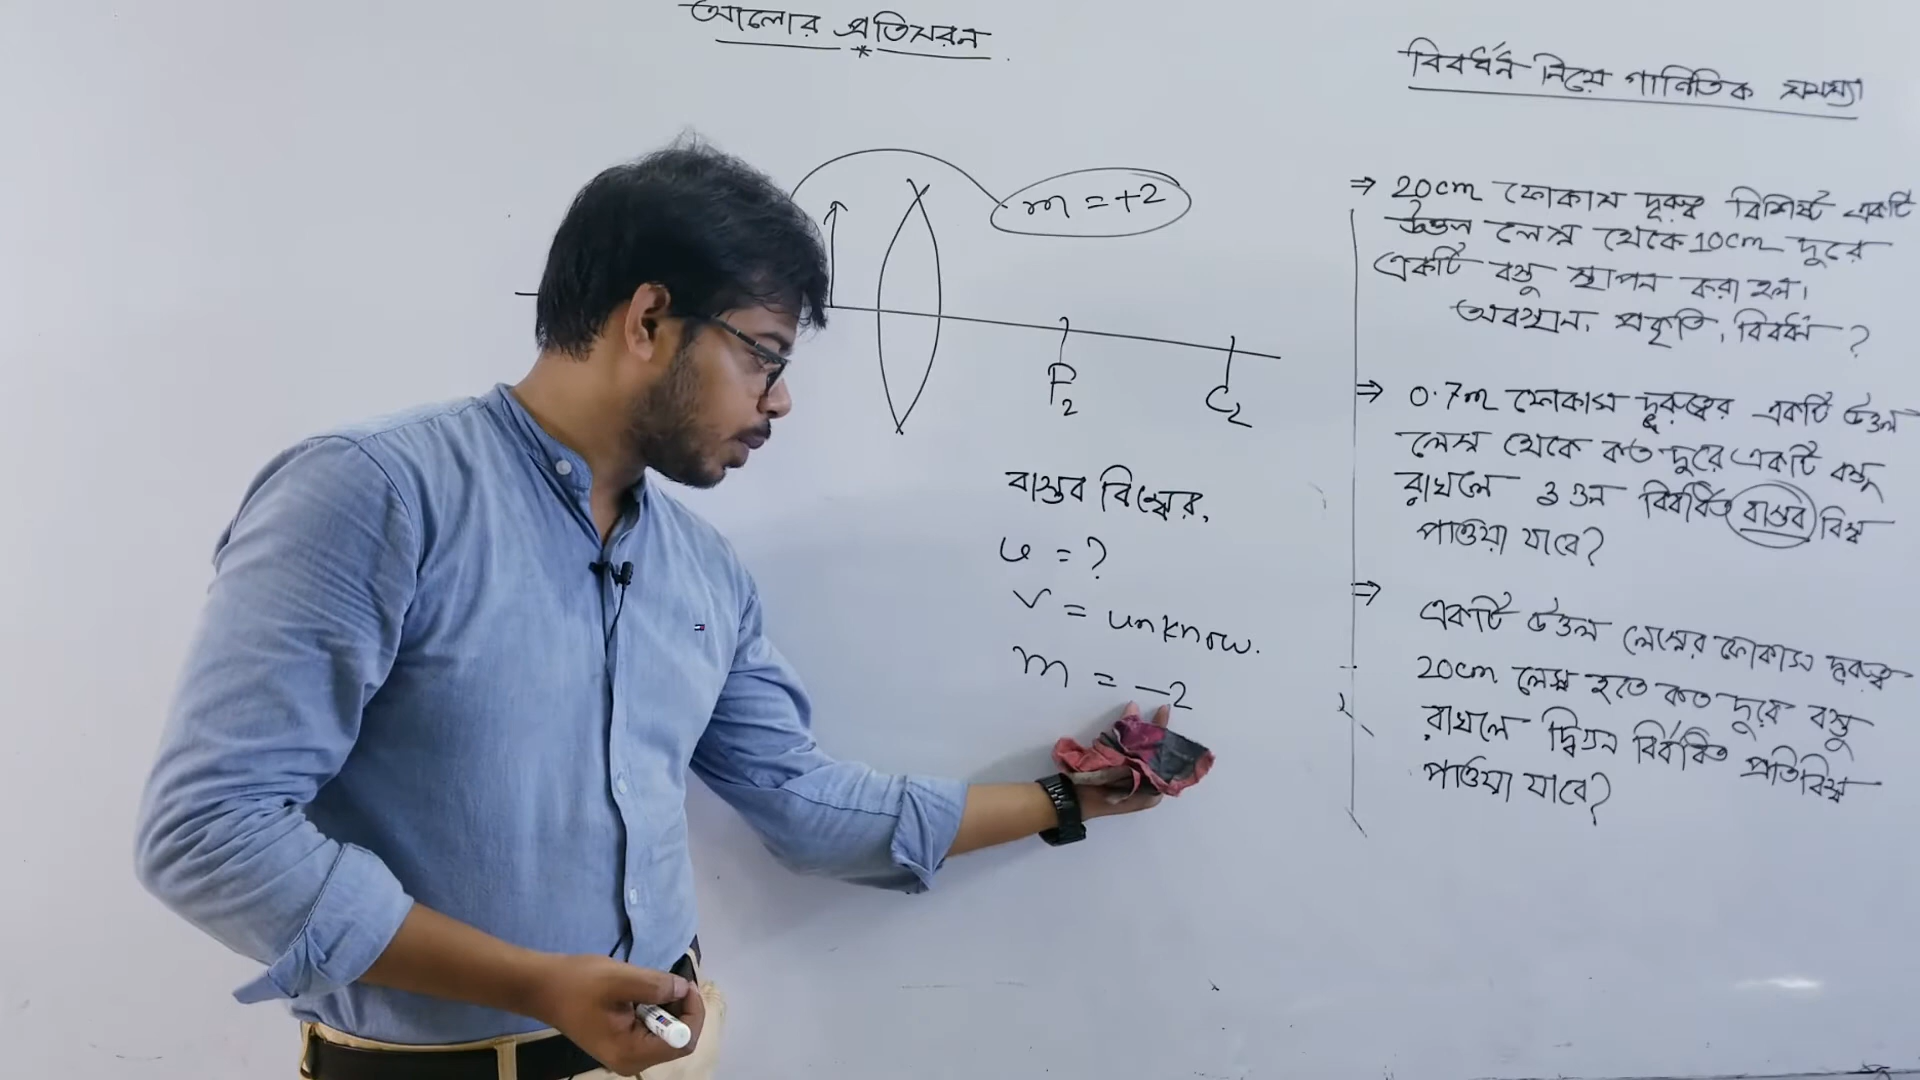 আলোর প্রতিসরন
m = +2
F₂
C₂
বাস্তব বিম্বের,
u = ?
v = unknow.
m = -2
বিবর্ধন নিয়ে গানিতিক সমস্যা
⇒ 20cm ফোকাস দূরত্ব বিশিষ্ট একটি
উত্তল লেন্স থেকে 10cm দূরে
একটি বস্তু স্থাপন করা হল।
অবস্থান, প্রকৃতি, বিবর্ধন ?
⇒ 0.7m ফোকাস দূরত্বের একটি উত্তল
লেন্স থেকে কত দুরে একটি বস্তু
রাখলে ৩ গুন বিবর্ধিত বাস্তব বিম্ব
পাওয়া যাবে?
⇒ একটি উত্তল লেন্সের ফোকাস দূরত্ব
20cm লেন্স হতে কত দূরে বস্তু
রাখলে দ্বিগুন বিবর্ধিত প্রতিবিম্ব
পাওয়া যাবে?